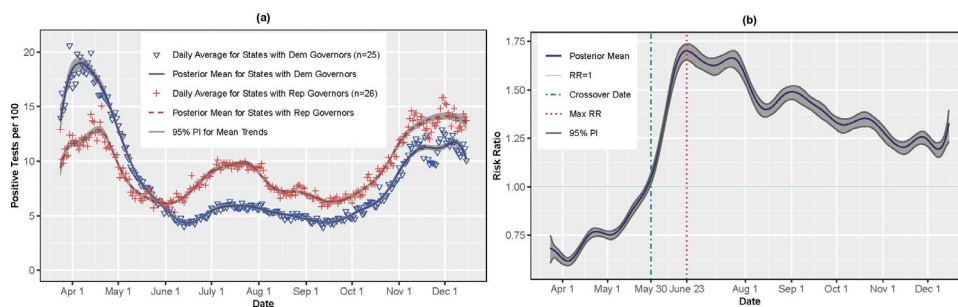 (a)
Positive Tests per 100
20
15
10
5
0
Daily Average for States with Dem Governors (n=25)
Posterior Mean for States with Dem Governors
Daily Average for States with Rep Governors (n=26)
Posterior Mean for States with Rep Governors
95% PI for Mean Trends
Apr 1 May 1 June 1 July 1 Aug 1 Sep 1 Oct 1 Nov 1 Dec 1
Date
(b)
Risk Ratio
1.75
1.50
1.25
1.00
0.75
Posterior Mean
RR=1
Crossover Date
Max RR
95% PI
Apr 1 May 1 May 30 June 23 Aug 1 Sep 1 Oct 1 Nov 1 Dec 1
Date